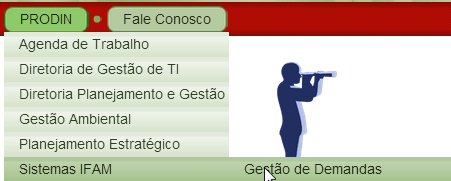 PRODIN Fale Conosco
Agenda de Trabalho
Diretoria de Gestão de TI
Diretoria Planejamento e Gestão
Gestão Ambiental
Planejamento Estratégico
Sistemas IFAM Gestão de Demandas